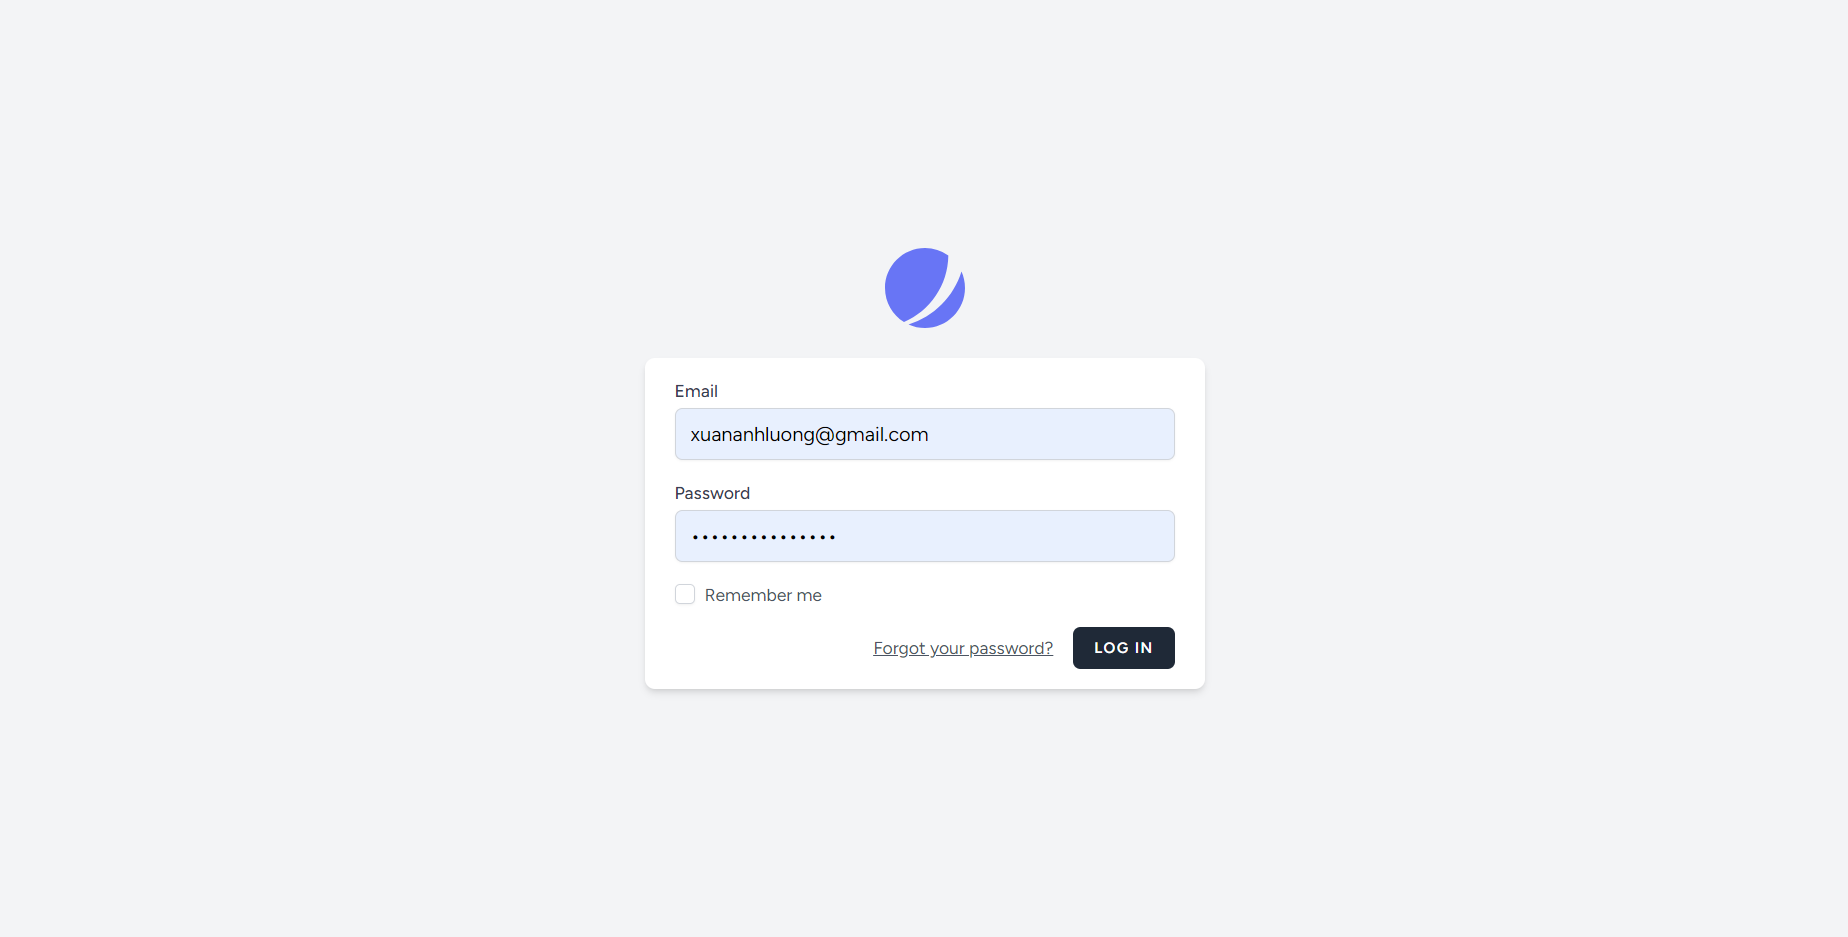 Email
xuananhluong@gmail.com
Password
•••••••••••••••
Remember me
Forgot your password? LOG IN